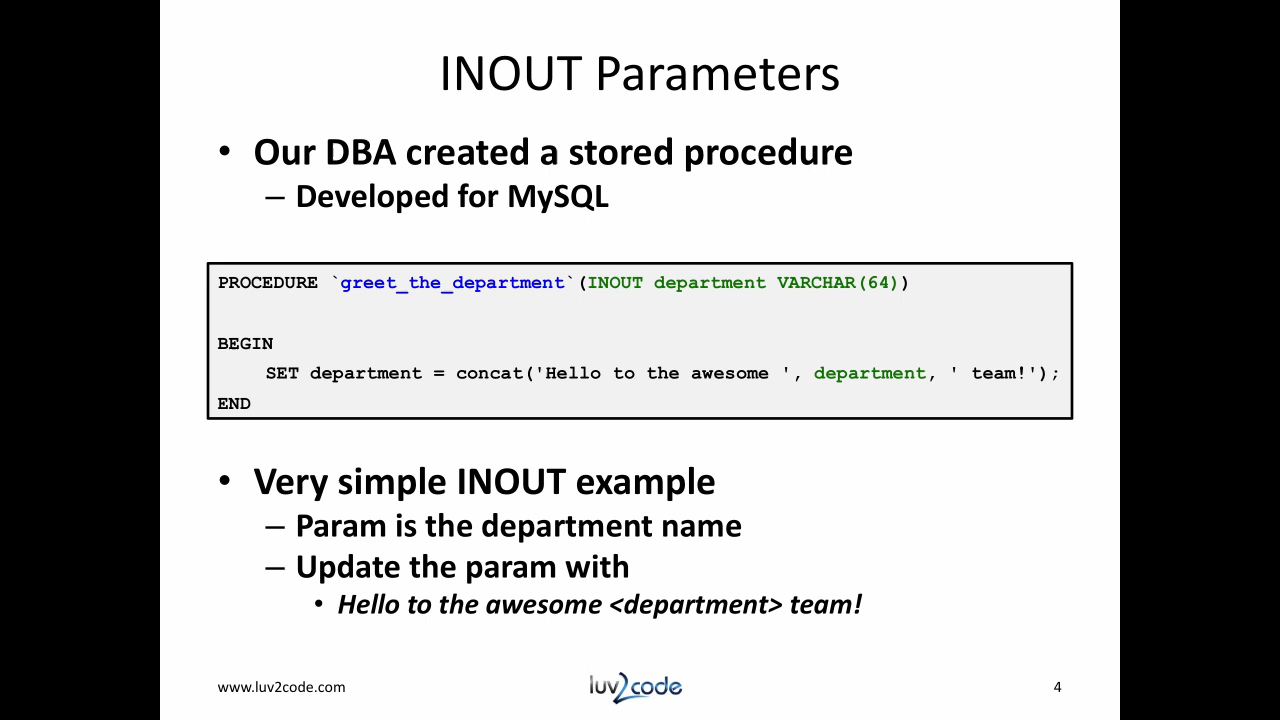 INOUT Parameters
• Our DBA created a stored procedure
– Developed for MySQL
PROCEDURE `greet_the_department`(INOUT department VARCHAR(64))
BEGIN
SET department = concat('Hello to the awesome ', department, ' team!');
END
• Very simple INOUT example
– Param is the department name
– Update the param with
• Hello to the awesome <department> team!
www.luv2code.com
luv2code
4